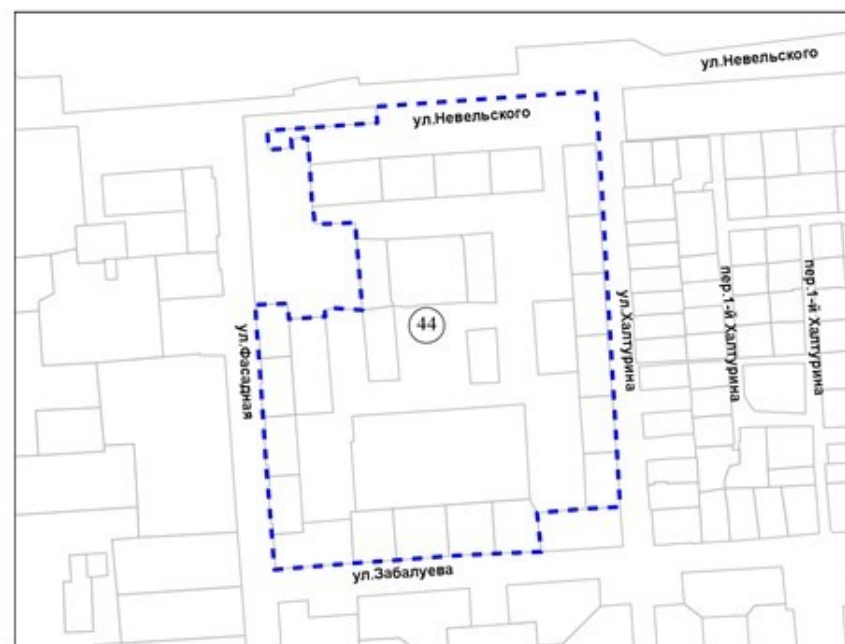 ул.Невельского
ул.Невельского
44
ул.Фасадная
ул.Халтурина
пер.1-й Халтурина
пер.1-й Халтурина
ул.Забалуева